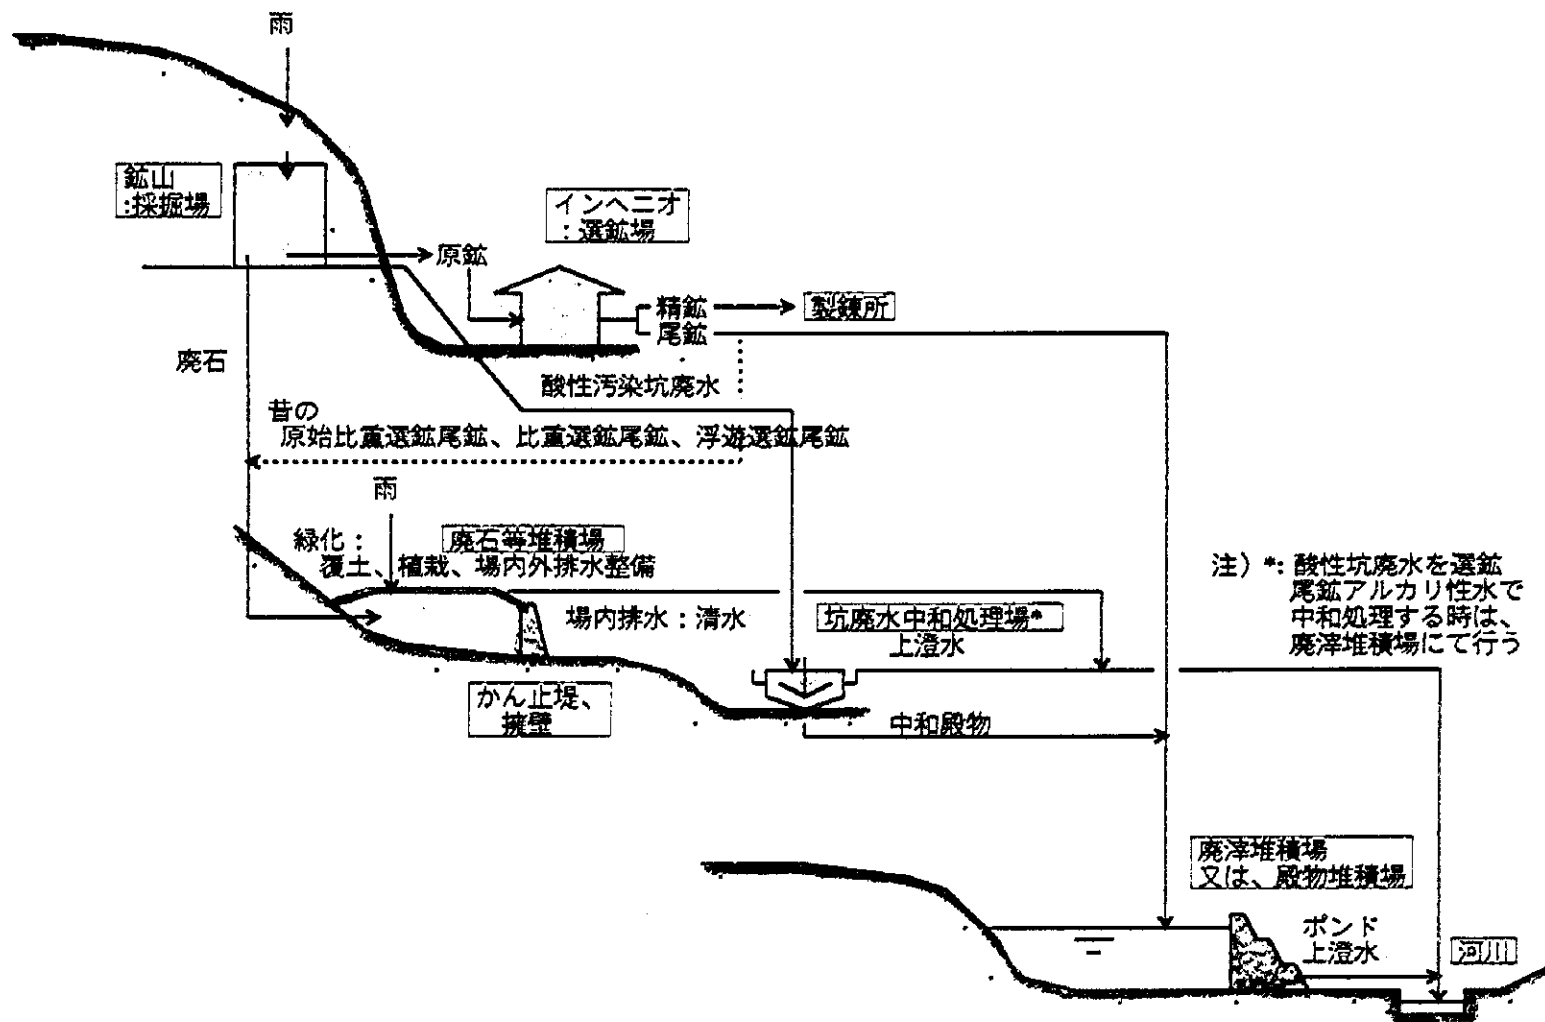 雨
鉱山
:採掘場
インヘニオ
:選鉱場
原鉱
精鉱
製錬所
尾鉱
廃石
酸性汚染坑廃水
昔の
原始比重選鉱尾鉱、比重選鉱尾鉱、浮遊選鉱尾鉱
雨
緑化:
廃石等堆積場
覆土、植栽、場内外排水整備
場内排水:清水
坑廃水中和処理場*
上澄水
注)*:酸性坑廃水を選鉱
尾鉱アルカリ性水で
中和処理する時は、
廃滓堆積場にて行う
かん止堤、
擁壁
中和殿物
廃滓堆積場
又は、殿物堆積場
ポンド
上澄水
河川